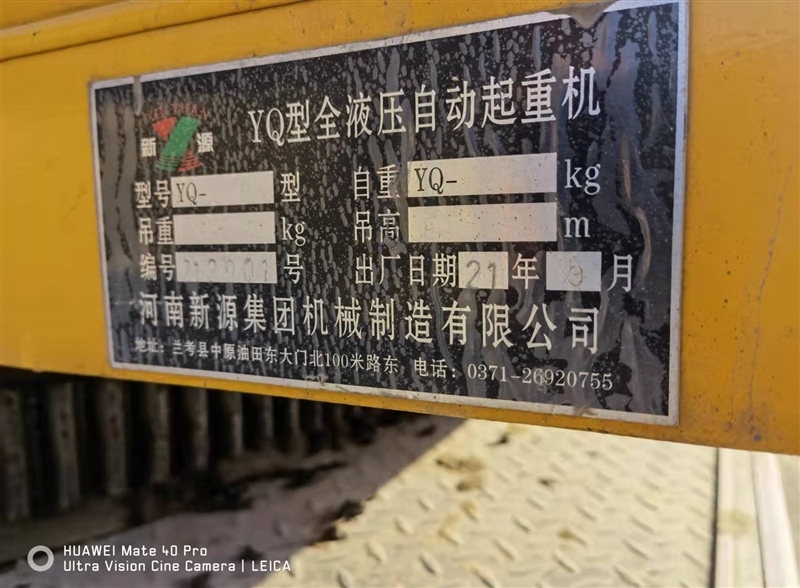 新源
YQ型全液压自动起重机
型号 YQ- 型 自重 YQ- kg
吊重 kg 吊高 m
编号 212001 号 出厂日期 21 年 月
河南新源集团机械制造有限公司
地址：兰考县中原油田东大门北100米路东 电话：0371-26920755
HUAWEI Mate 40 Pro
Ultra Vision Cine Camera | LEICA